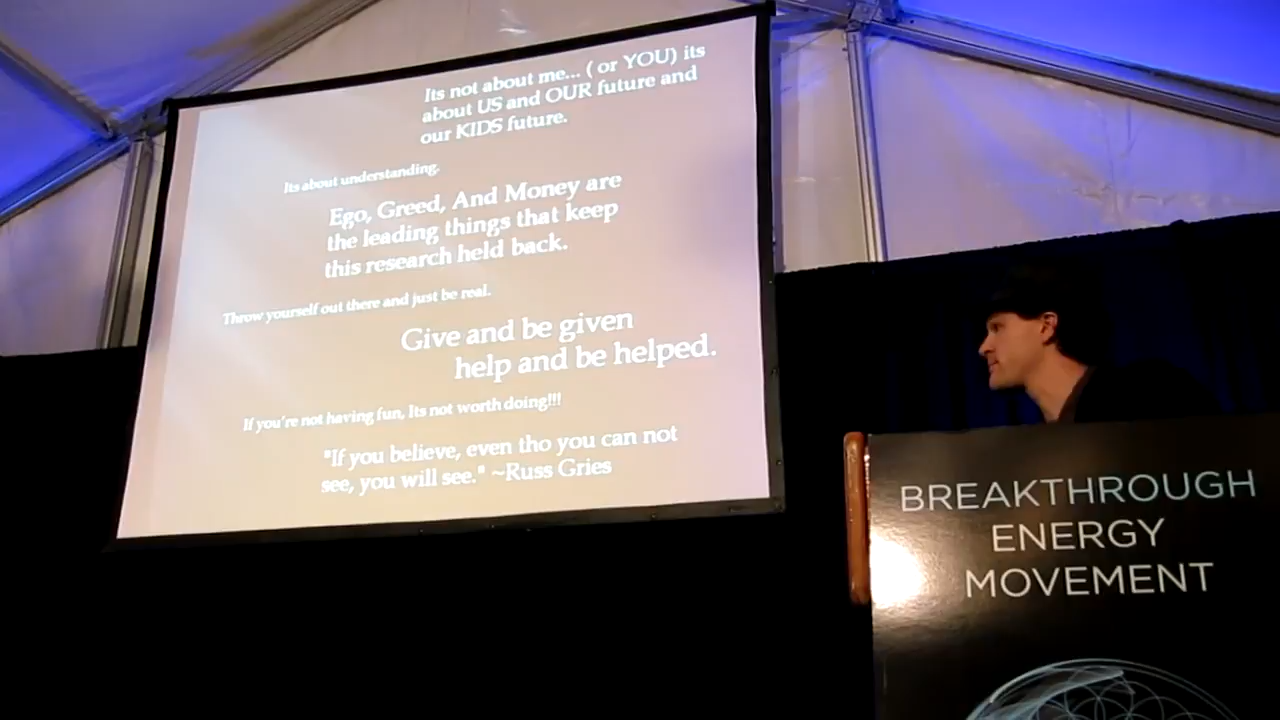 Its not about me... ( or YOU) its
about US and OUR future and
our KIDS future.
Its about understanding.
Ego, Greed, And Money are
the leading things that keep
this research held back.
Throw yourself out there and just be real.
Give and be given
help and be helped.
If you're not having fun, Its not worth doing!!!
"If you believe, even tho you can not
see, you will see." ~Russ Gries
BREAKTHROUGH
ENERGY
MOVEMENT